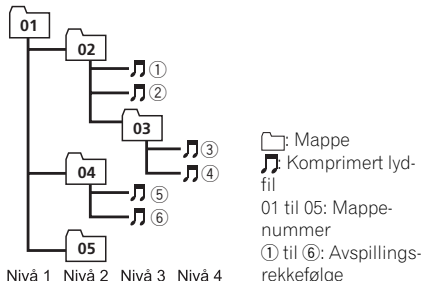 01
02
①
②
03
③
④
04
⑤
⑥
05
Nivå 1 Nivå 2 Nivå 3 Nivå 4
: Mappe
: Komprimert lyd-
fil
01 til 05: Mappe-
nummer
① til ⑥: Avspillings-
rekkefølge